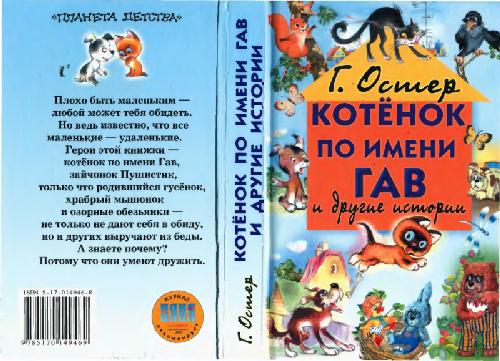 «ПЛАНЕТА ДЕТСТВА»
Плохо быть маленьким —
любой может тебя обидеть.
Но ведь известно, что все
маленькие — удаленькие.
Герои этой книжки —
котёнок по имени Гав,
зайчонок Пушистик,
только что родившийся гусёнок,
храбрый мышонок
и озорные обезьянки —
не только не дают себя в обиду,
но и других выручают из беды.
А знаете почему?
Потому что они умеют дружить.
ISBN 5-17-014946-8
9785170149469
ЖУРНАЛ
РЕКОМЕНДУЕТ
Г. Остер
КОТЁНОК ПО ИМЕНИ ГАВ
И ДРУГИЕ ИСТОРИИ
Г. Остер
КОТЁНОК
ПО ИМЕНИ
ГАВ
и другие истории